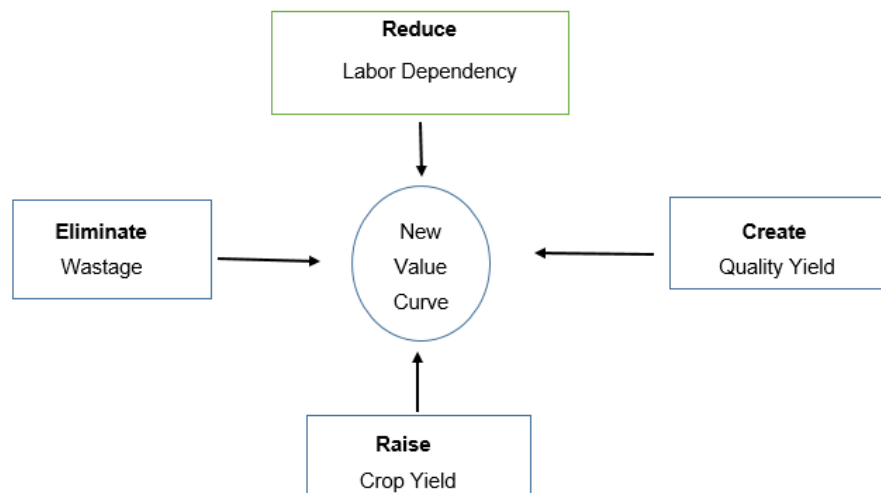 Reduce
Labor Dependency
Eliminate
Wastage
New
Value
Curve
Create
Quality Yield
Raise
Crop Yield